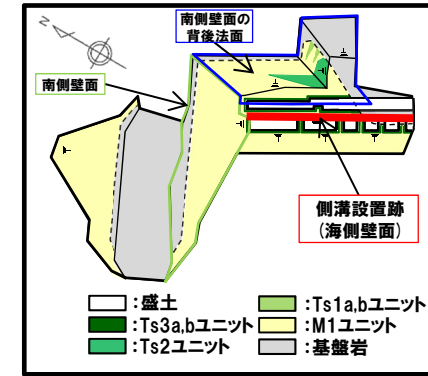 N
南側壁面の
背後法面
南側壁面
側溝設置跡
(海側壁面)
:盛土
:Ts1a,bユニット
:Ts3a,bユニット
:M1ユニット
:Ts2ユニット
:基盤岩